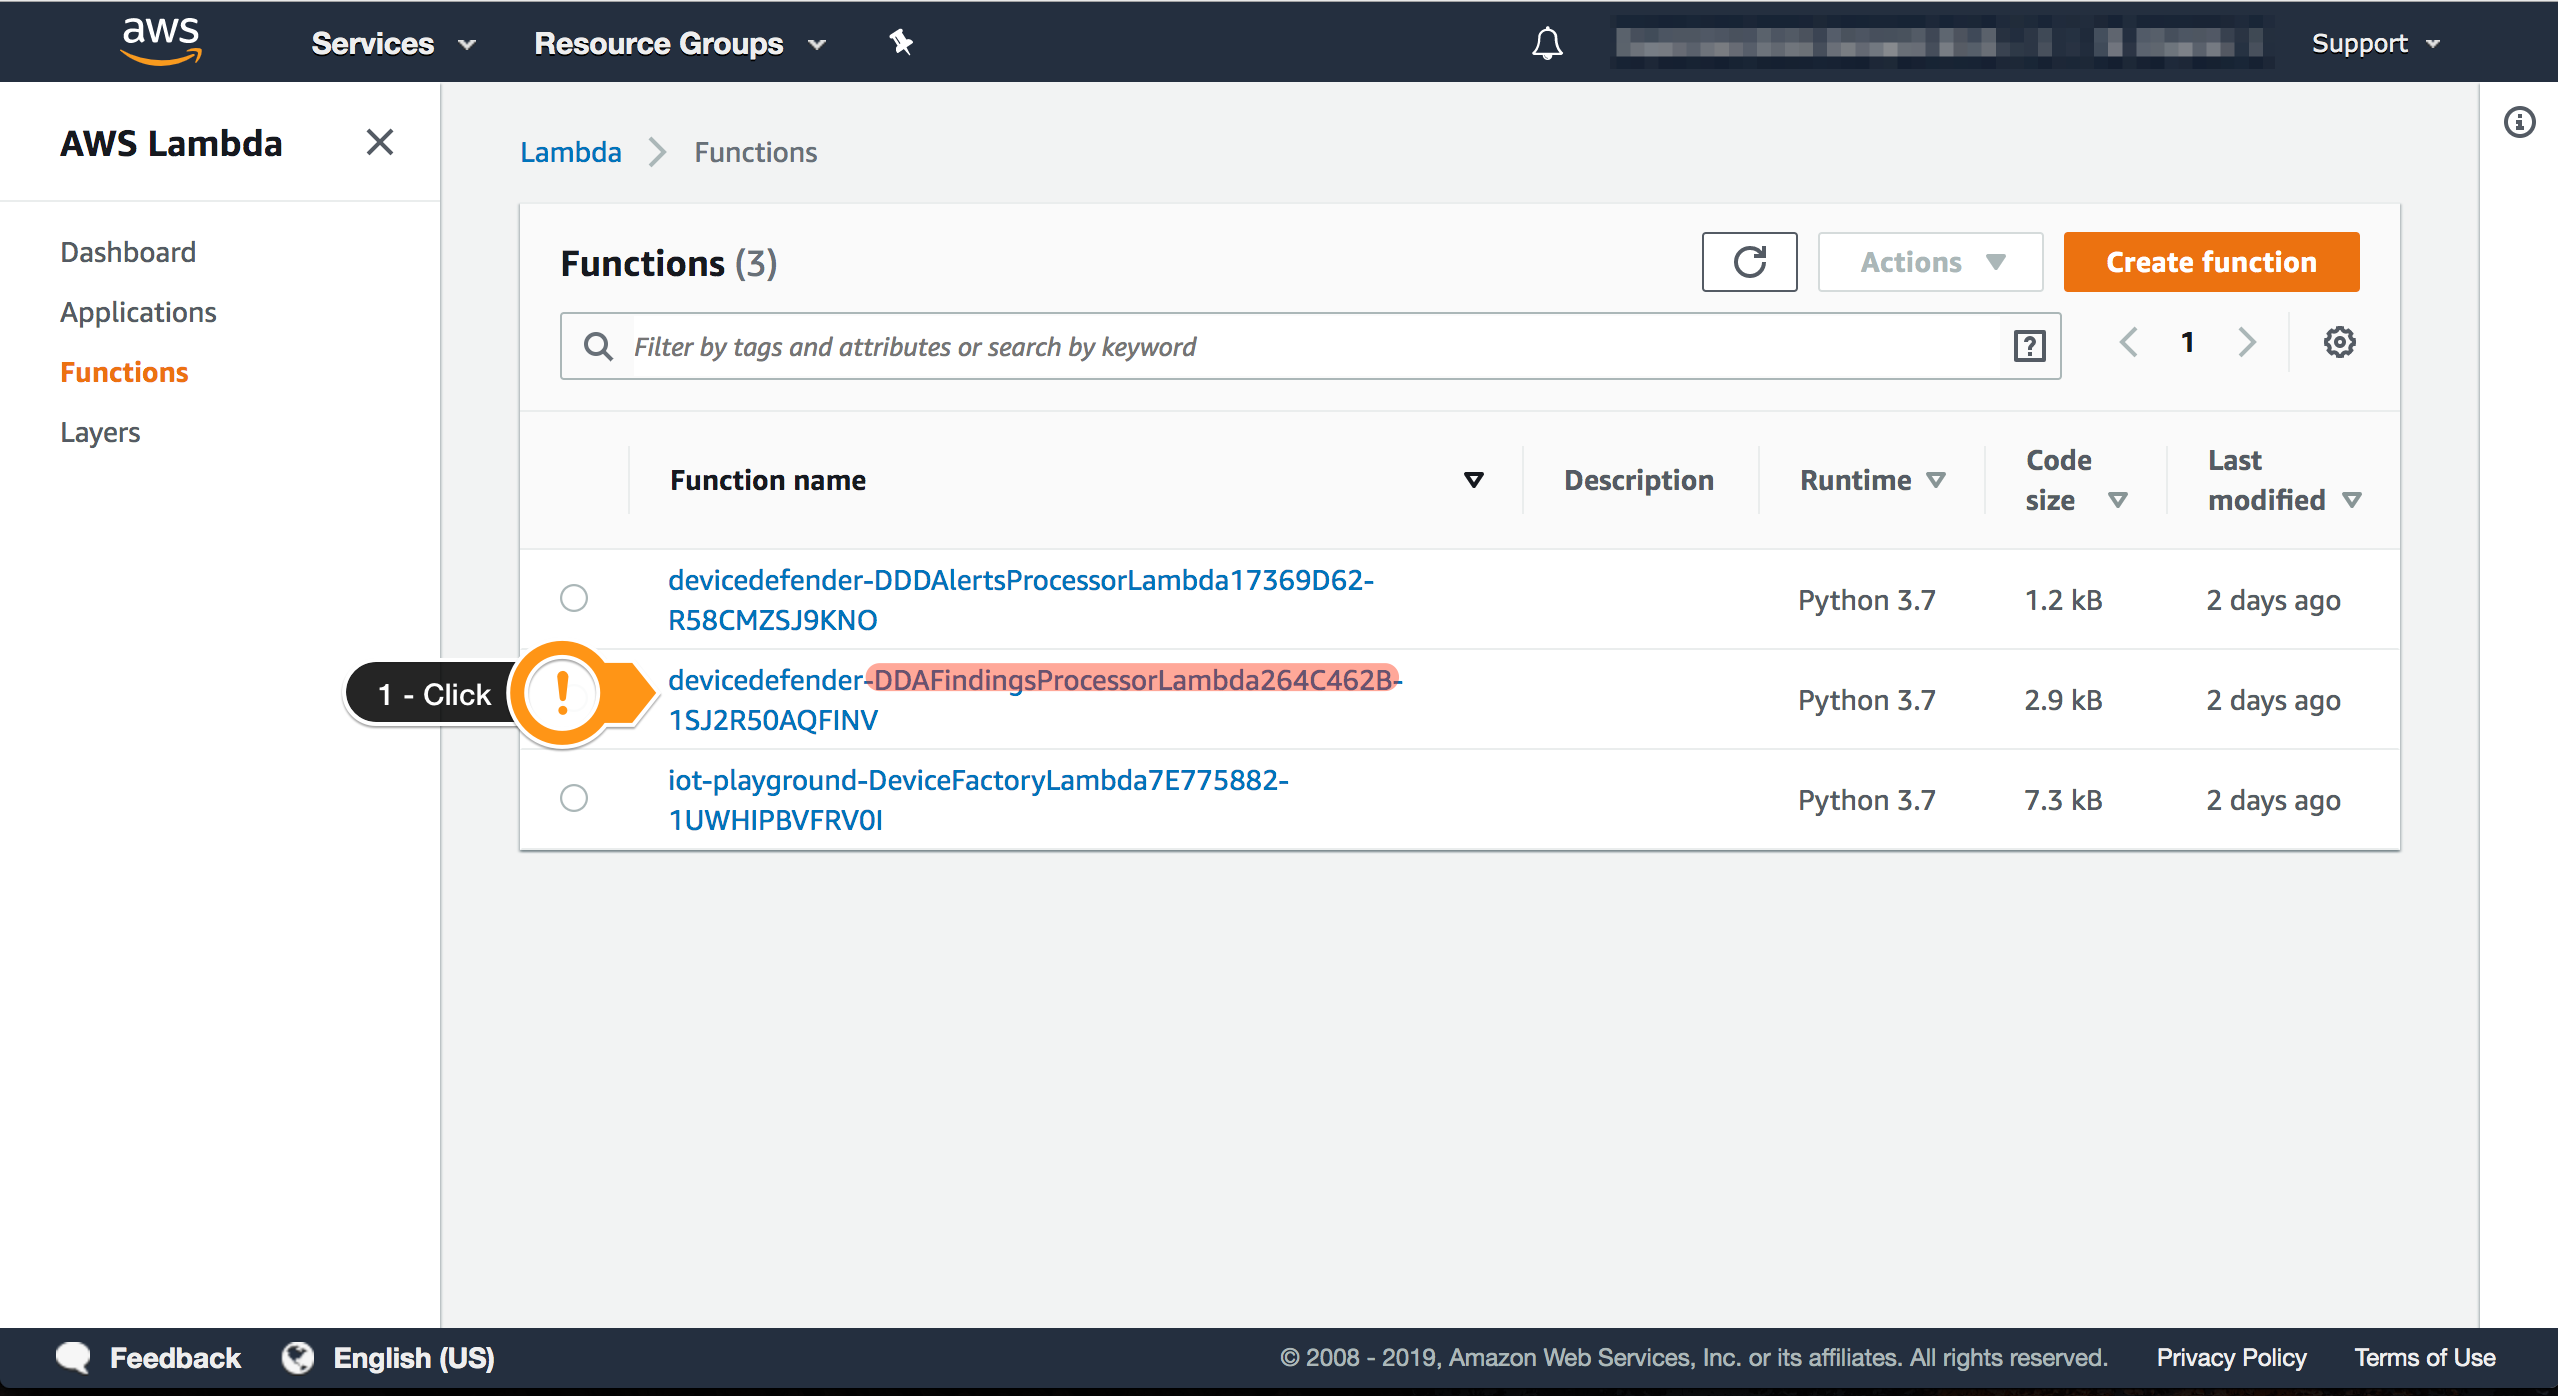 aws
Services
Resource Groups
Support
AWS Lambda
Dashboard
Applications
Functions
Layers
Lambda
Functions
Functions (3)
Actions
Create function
Filter by tags and attributes or search by keyword
?
1
Function name
Description
Runtime
Code
size
Last
modified
devicedefender-DDDAlertsProcessorLambda17369D62-
R58CMZSJ9KNO
Python 3.7
1.2 kB
2 days ago
1 - Click
!
devicedefender-DDAFindingsProcessorLambda264C462B-
1SJ2R50AQFINV
Python 3.7
2.9 kB
2 days ago
iot-playground-DeviceFactoryLambda7E775882-
1UWHIPBVFRV0I
Python 3.7
7.3 kB
2 days ago
Feedback
English (US)
© 2008 - 2019, Amazon Web Services, Inc. or its affiliates. All rights reserved.
Privacy Policy
Terms of Use